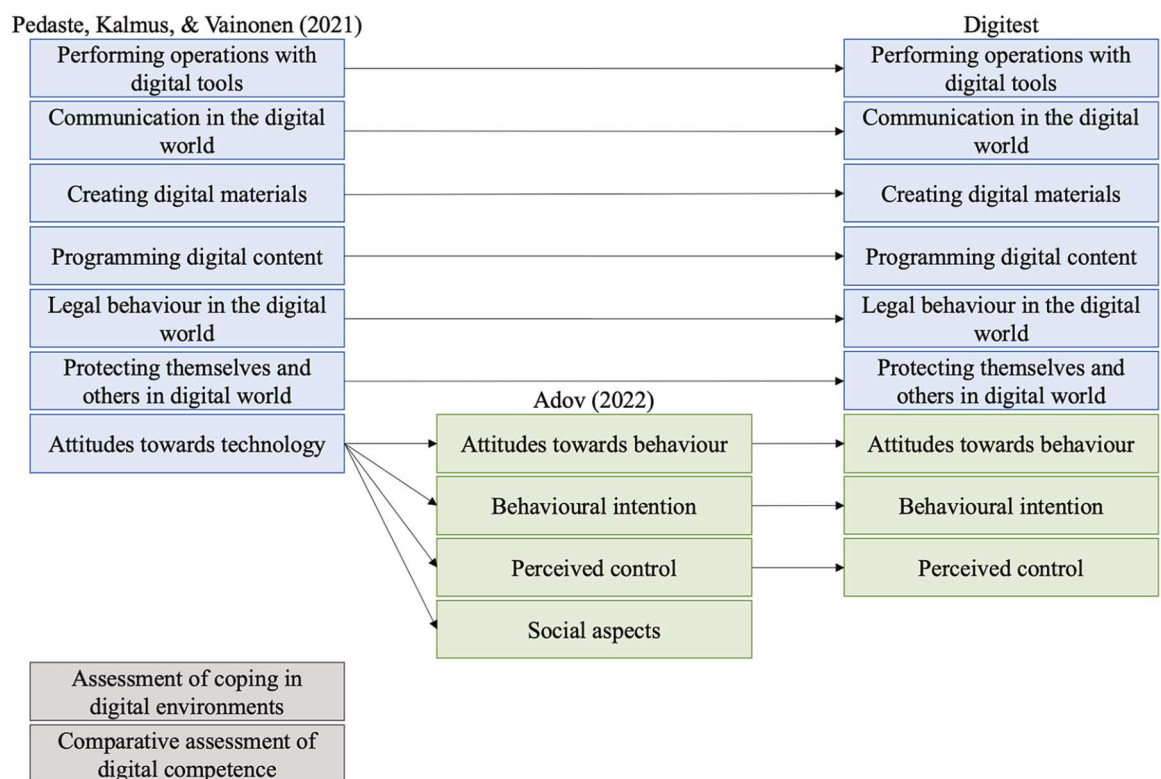 Pedaste, Kalmus, & Vainonen (2021)
Performing operations with
digital tools
Communication in the digital
world
Creating digital materials
Programming digital content
Legal behaviour in the digital
world
Protecting themselves and
others in digital world
Attitudes towards technology
Assessment of coping in
digital environments
Comparative assessment of
digital competence
Adov (2022)
Attitudes towards behaviour
Behavioural intention
Perceived control
Social aspects
Digitest
Performing operations with
digital tools
Communication in the digital
world
Creating digital materials
Programming digital content
Legal behaviour in the digital
world
Protecting themselves and
others in digital world
Attitudes towards behaviour
Behavioural intention
Perceived control